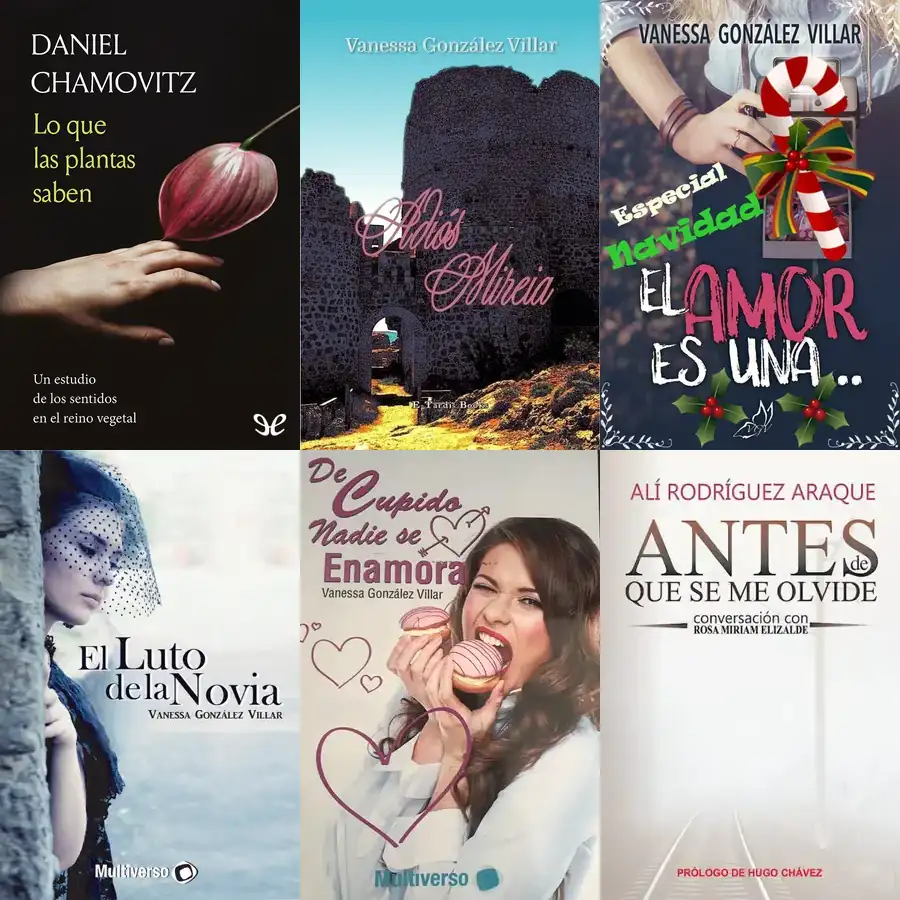 DANIEL
CHAMOVITZ
Lo que
las plantas
saben
Un estudio
de los sentidos
en el reino vegetal
Vanessa González Villar
Adiós
Mireia
E. Tardis Books
VANESSA GONZÁLEZ VILLAR
Especial
Navidad
EL AMOR
ES UNA ..
El Luto
de la Novia
VANESSA GONZÁLEZ VILLAR
Multiverso
De
Cupido
Nadie se
Enamora
Vanessa González Villar
Multiverso
ALÍ RODRÍGUEZ ARAQUE
ANTES de
QUE SE ME OLVIDE
conversación con
ROSA MIRIAM ELIZALDE
PRÓLOGO DE HUGO CHÁVEZ